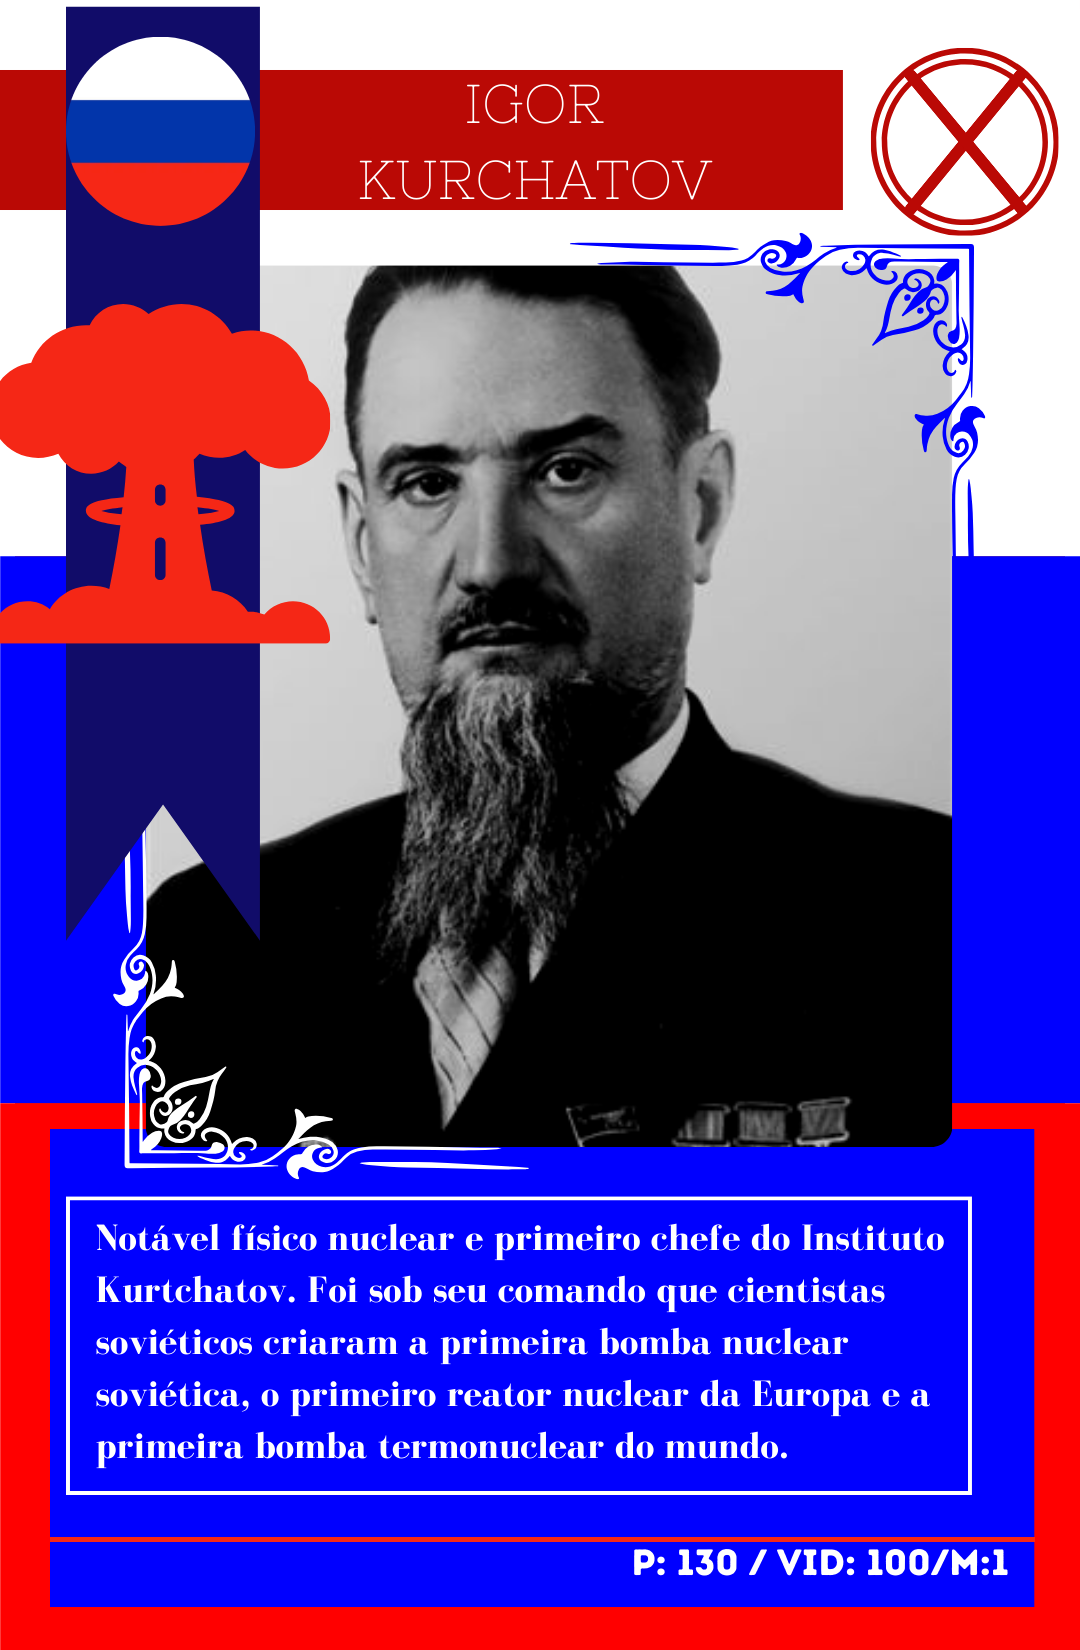 IGOR
KURCHATOV
Notável físico nuclear e primeiro chefe do Instituto
Kurtchatov. Foi sob seu comando que cientistas
soviéticos criaram a primeira bomba nuclear
soviética, o primeiro reator nuclear da Europa e a
primeira bomba termonuclear do mundo.
P: 130 / VID: 100/M:1